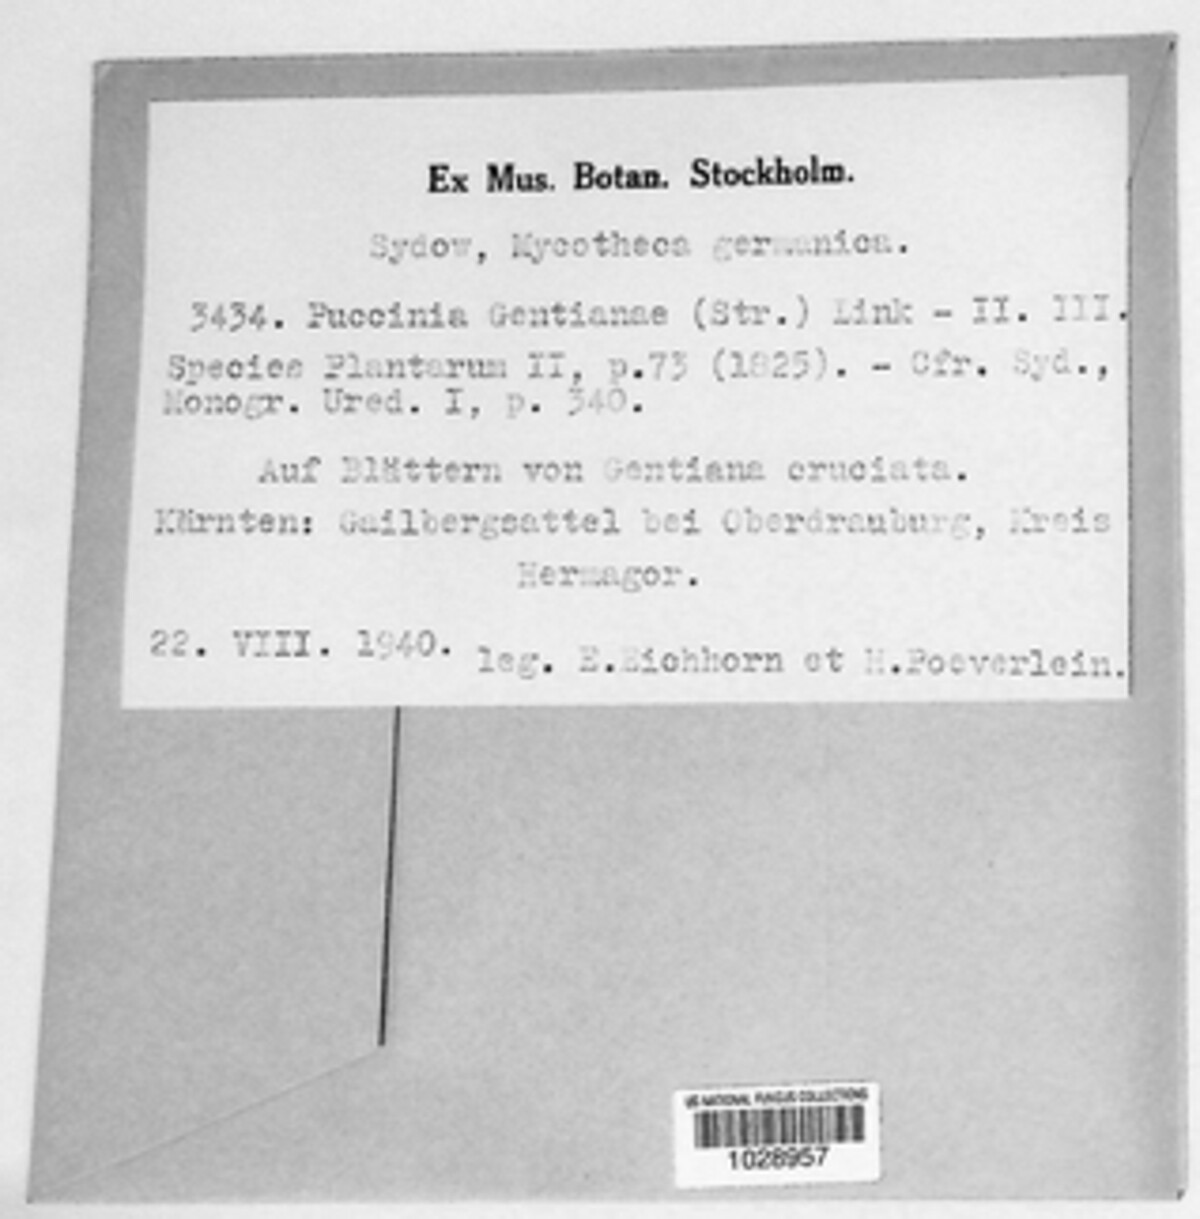 Ex Mus. Botan. Stockholm.
Sydow, Mycotheca germanica.
3434. Puccinia Gentianae (Str.) Link - II. III.
Species Plantarum II, p.73 (1825). - Cfr. Syd.,
Monogr. Ured. I, p. 340.
Auf Blättern von Gentiana cruciata.
Kärnten: Gailbergsattel bei Oberdrauburg, Kreis
Hermagor.
22. VIII. 1940. leg. E.Eichhorn et H.Poeverlein.
US NATIONAL FUNGUS COLLECTIONS
1028957